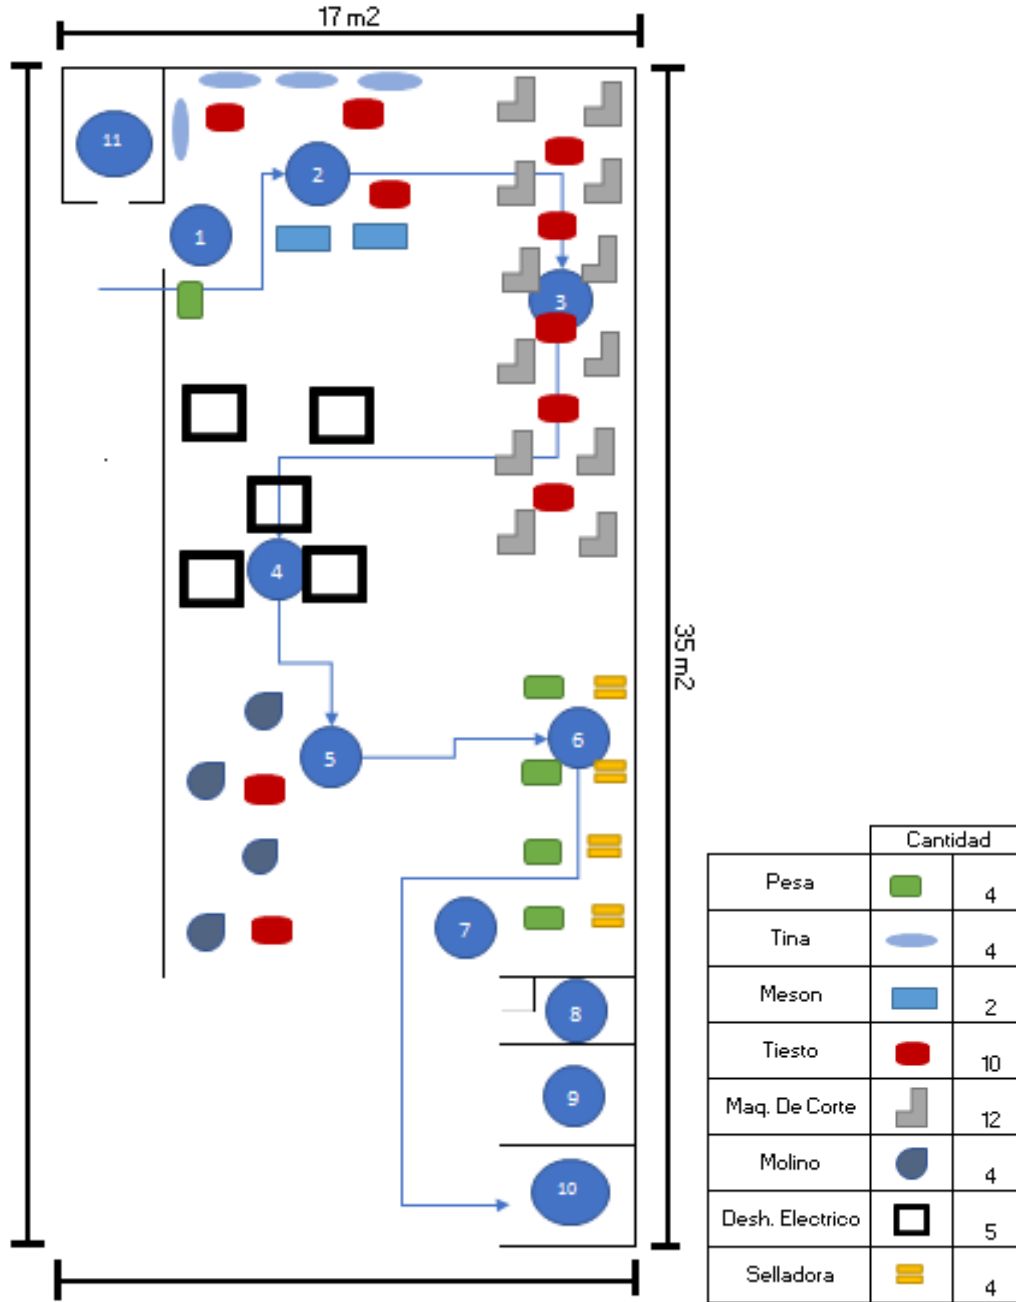 17 m2
11
2
1
3
4
35 m2
5
6
7
8
9
10
Cantidad
Pesa 4
Tina 4
Meson 2
Tiesto 10
Maq. De Corte 12
Molino 4
Desh. Electrico 5
Selladora 4